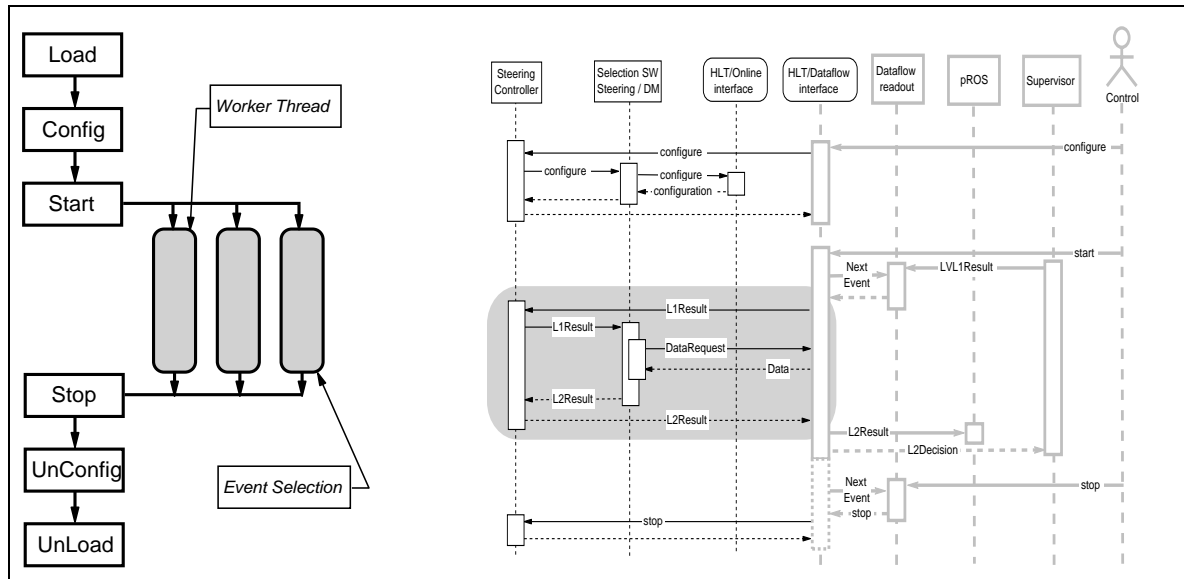 Load
Config
Start
Worker Thread
Stop
UnConfig
UnLoad
Event Selection
Steering
Controller
Selection SW
Steering / DM
HLT/Online
interface
HLT/Dataflow
interface
Dataflow
readout
pROS
Supervisor
Control
configure
configure
configure
configure
configuration
start
Next
Event
LVL1Result
L1Result
L1Result
DataRequest
Data
L2Result
L2Result
L2Result
L2Decision
Next
Event
stop
stop
stop